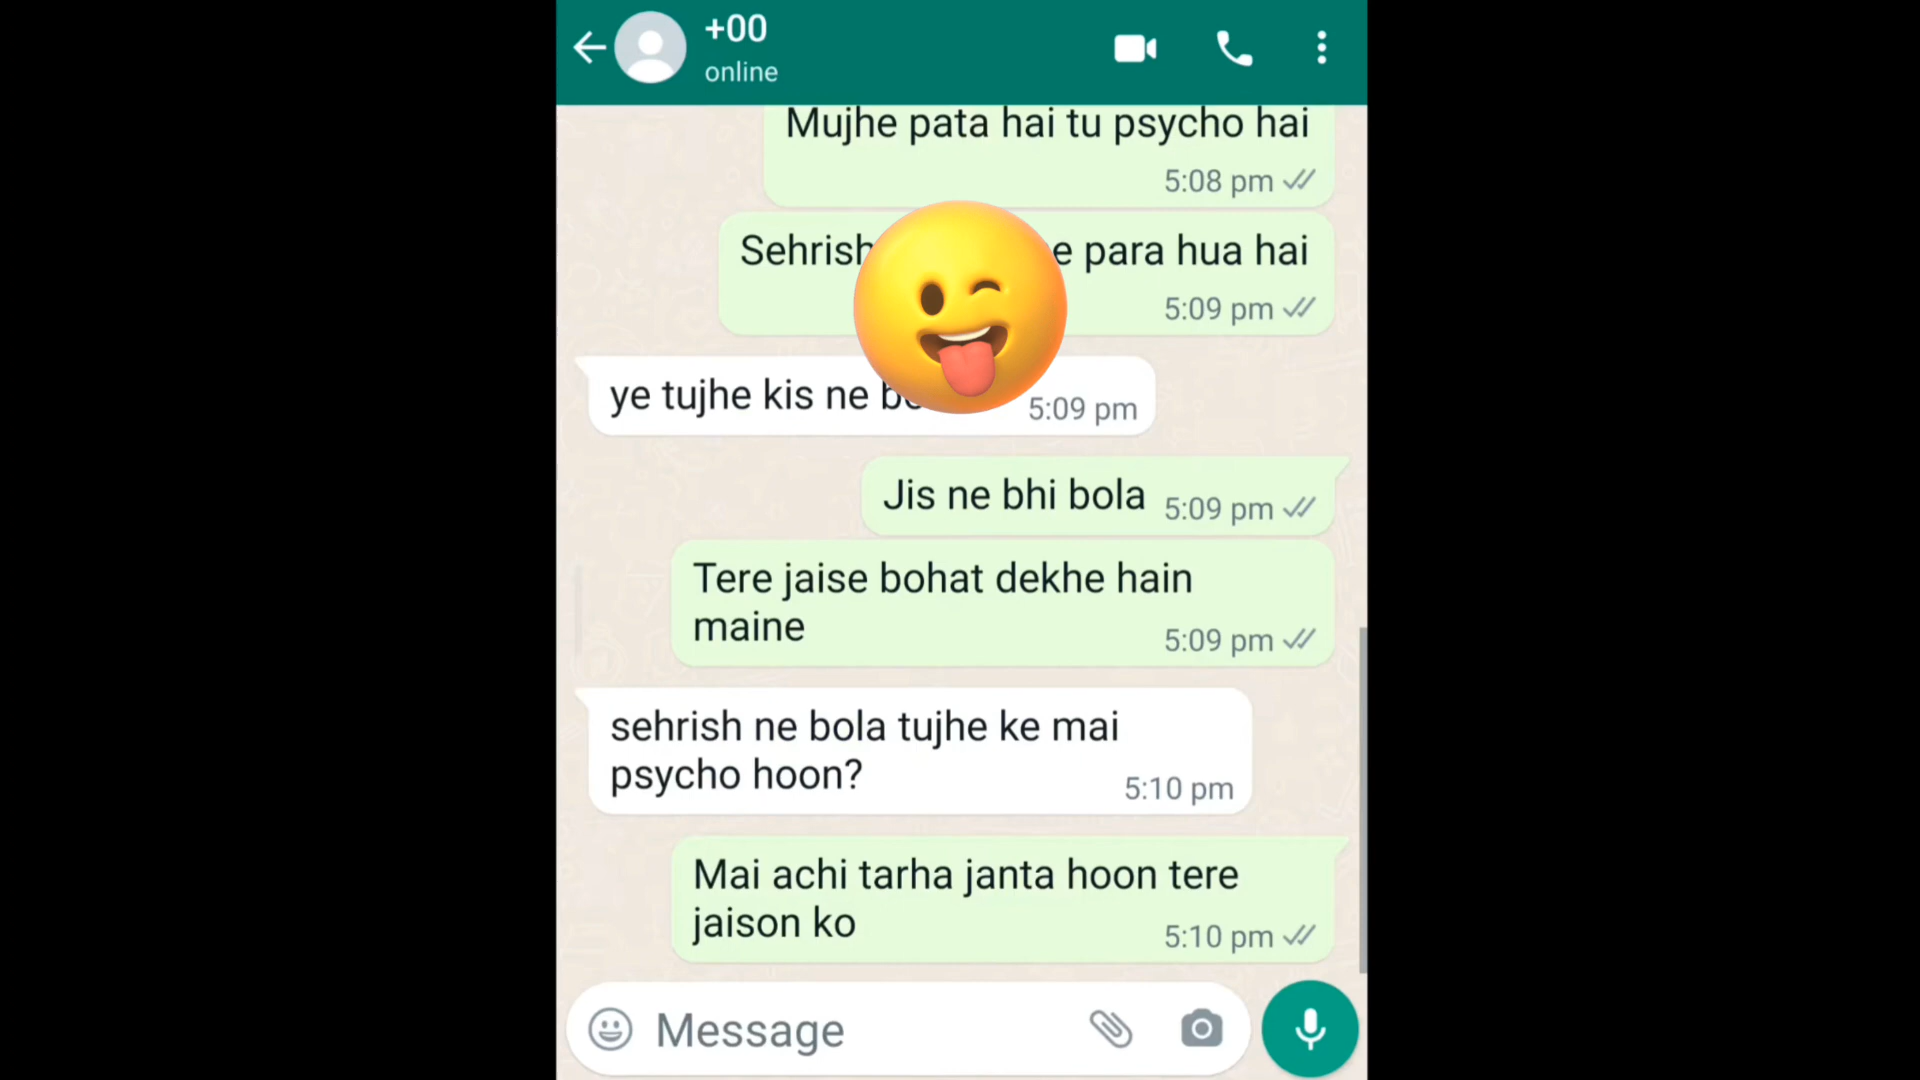 +00
online
Mujhe pata hai tu psycho hai
5:08 pm
Sehrish para hua hai
5:09 pm
ye tujhe kis ne
5:09 pm
Jis ne bhi bola 5:09 pm
Tere jaise bohat dekhe hain
maine 5:09 pm
sehrish ne bola tujhe ke mai
psycho hoon? 5:10 pm
Mai achi tarha janta hoon tere
jaison ko 5:10 pm
Message